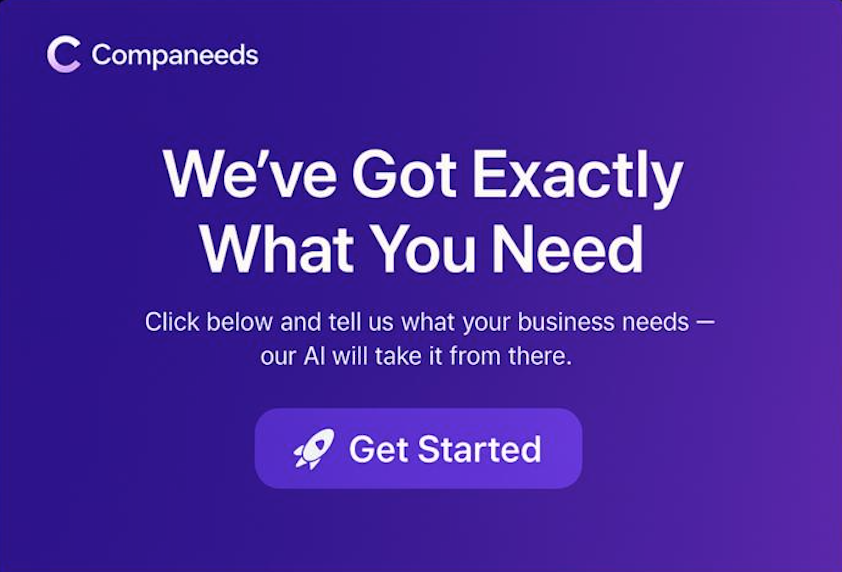 Companeeds
We’ve Got Exactly
What You Need
Click below and tell us what your business needs —
our AI will take it from there.
Get Started